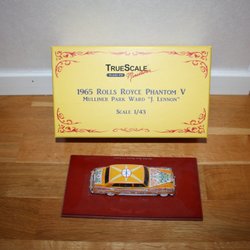 TrueScale
Miniatures
1965 Rolls Royce Phantom V
Mulliner Park Ward "J. Lennon"
Scale 1/43